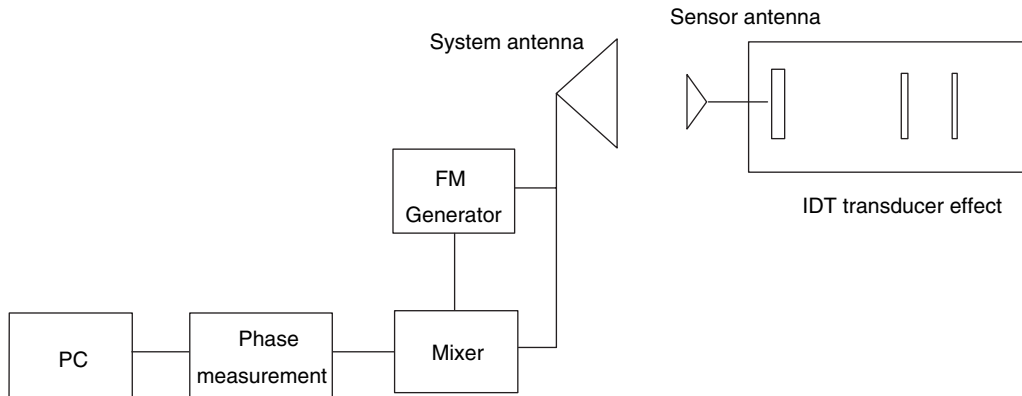 Sensor antenna
System antenna
FM
Generator
IDT transducer effect
PC
Phase
measurement
Mixer